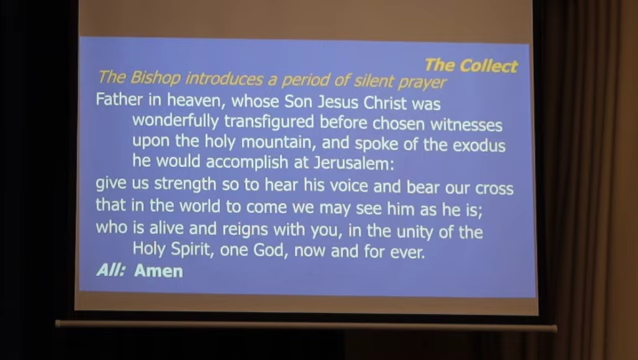 The Collect
The Bishop introduces a period of silent prayer
Father in heaven, whose Son Jesus Christ was
wonderfully transfigured before chosen witnesses
upon the holy mountain, and spoke of the exodus
he would accomplish at Jerusalem:
give us strength so to hear his voice and bear our cross
that in the world to come we may see him as he is;
who is alive and reigns with you, in the unity of the
Holy Spirit, one God, now and for ever.
All: Amen